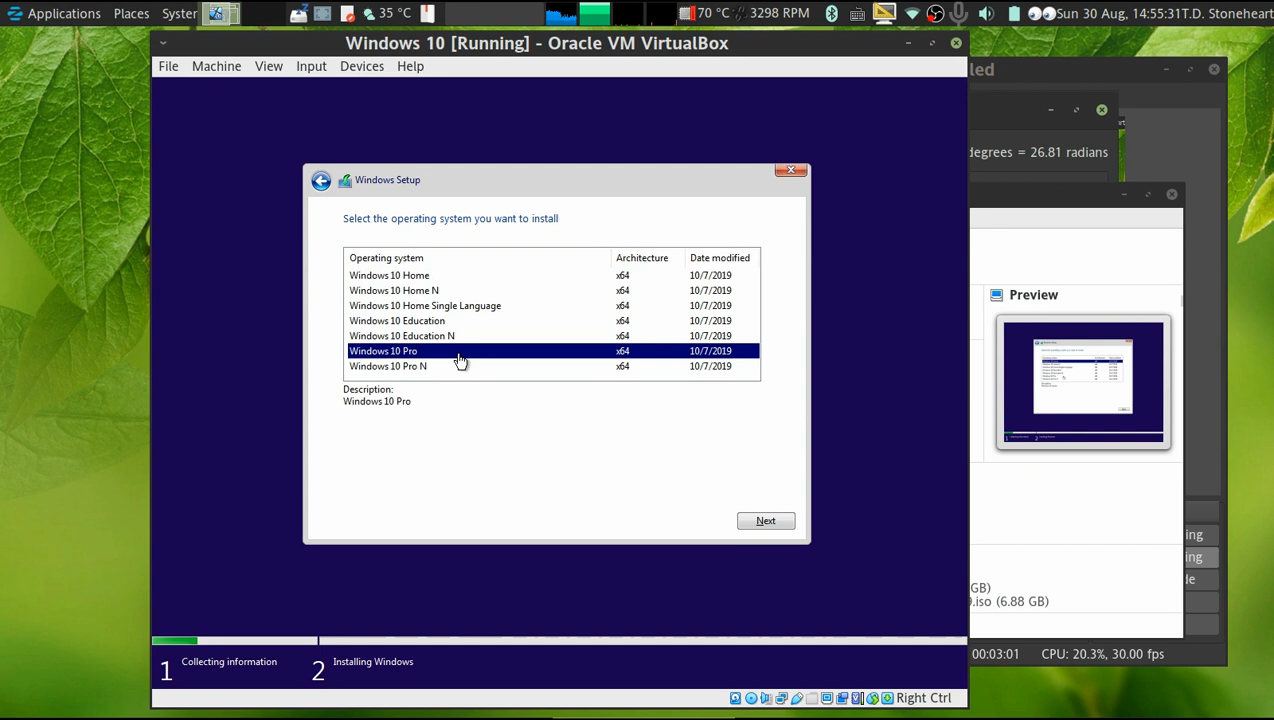 Applications Places System 35 °C 70 °C 3298 RPM Sun 30 Aug, 14:55:31 T.D. Stoneheart
Windows 10 [Running] - Oracle VM VirtualBox
File Machine View Input Devices Help
led
degrees = 26.81 radians
Windows Setup
Select the operating system you want to install
Operating system Architecture Date modified
Windows 10 Home x64 10/7/2019
Windows 10 Home N x64 10/7/2019
Windows 10 Home Single Language x64 10/7/2019
Windows 10 Education x64 10/7/2019
Windows 10 Education N x64 10/7/2019
Windows 10 Pro x64 10/7/2019
Windows 10 Pro N x64 10/7/2019
Description:
Windows 10 Pro
Next
Preview
ing
ing
de
GB)
9.iso (6.88 GB)
1 Collecting information 2 Installing Windows
00:03:01 CPU: 20.3%, 30.00 fps
Right Ctrl